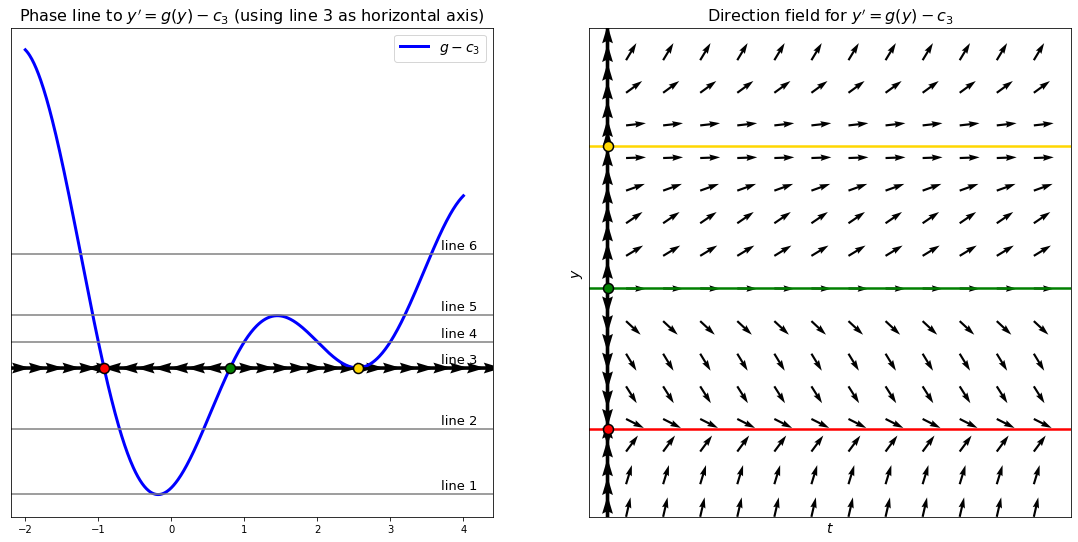 Phase line to y′ = g(y) − c₃ (using line 3 as horizontal axis)
g − c₃
line 6
line 5
line 4
line 3
line 2
line 1
−2 −1 0 1 2 3 4
Direction field for y′ = g(y) − c₃
y
t